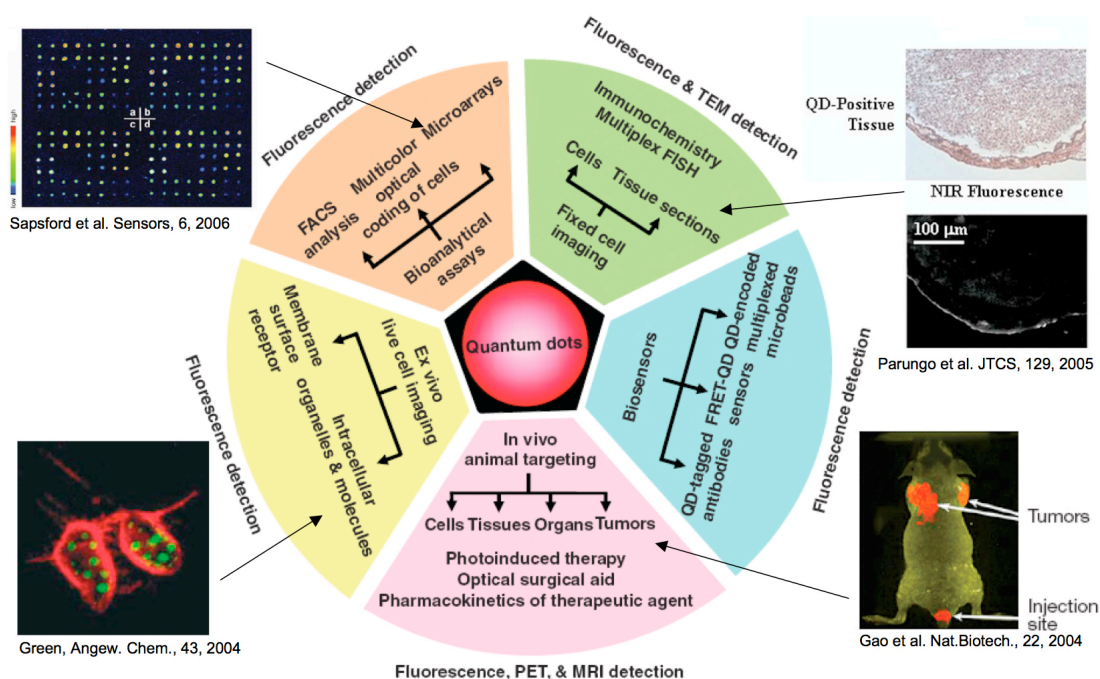 high
low
a b
c d
Sapsford et al. Sensors, 6, 2006
Fluorescence detection
Microarrays
Multicolor
optical
coding of cells
FACS
analysis
Bioanalytical
assays
Fluorescence & TEM detection
Immunochemistry
Multiplex FISH
Cells
Tissue sections
Fixed cell
imaging
QD-Positive
Tissue
NIR Fluorescence
100 µm
Parungo et al. JTCS, 129, 2005
Fluorescence detection
Biosensors
QD-encoded
multiplexed
microbeads
FRET-QD
sensors
QD-tagged
antibodies
Quantum dots
Fluorescence detection
Membrane
surface
receptor
Ex vivo
live cell imaging
Intracellular
organelles & molecules
Green, Angew. Chem., 43, 2004
In vivo
animal targeting
Cells Tissues Organs Tumors
Photoinduced therapy
Optical surgical aid
Pharmacokinetics of therapeutic agent
Fluorescence, PET, & MRI detection
Tumors
Injection
site
Gao et al. Nat.Biotech., 22, 2004